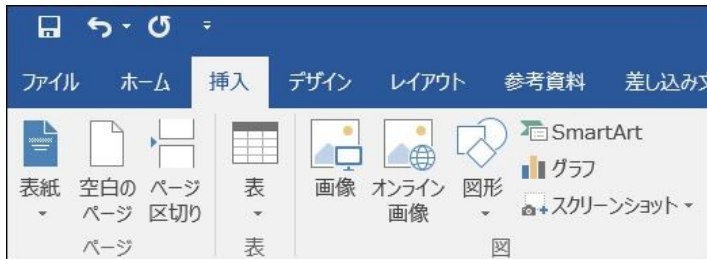 ファイル ホーム 挿入 デザイン レイアウト 参考資料 差し込み文
表紙
空白の
ページ
ページ
区切り
ページ
表
表
画像
オンライン
画像
図形
SmartArt
グラフ
スクリーンショット
図